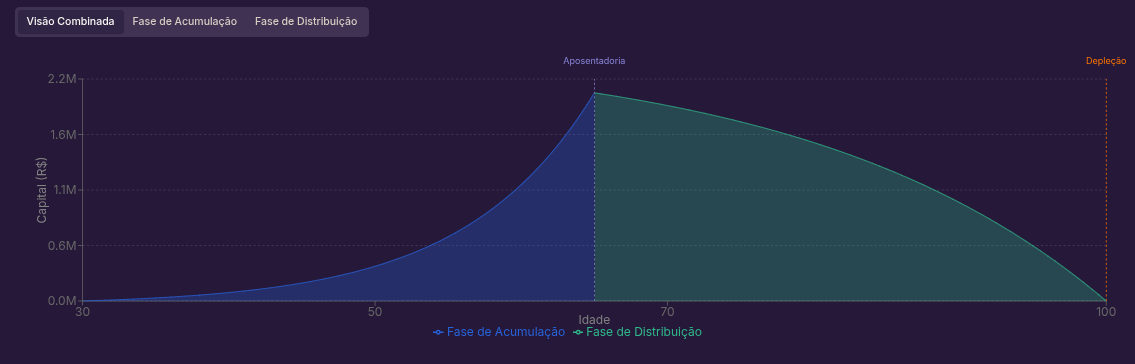 Visão Combinada Fase de Acumulação Fase de Distribuição
Aposentadoria
Depleção
2.2M
1.6M
1.1M
0.6M
0.0M
Capital (R$)
30 50 70 100
Idade
Fase de Acumulação Fase de Distribuição